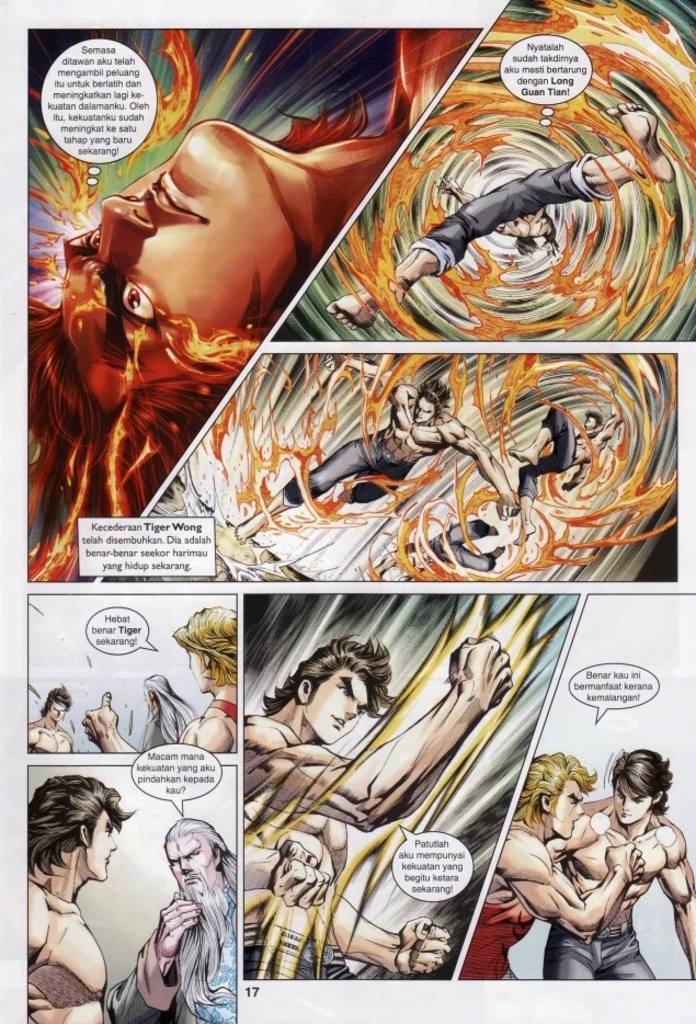 Semasa
ditawan aku telah
mengambil peluang
itu untuk berlatih dan
meningkatkan lagi ke-
kuatan dalamanku. Oleh
itu, kekuatanku sudah
meningkat ke satu
tahap yang baru
sekarang!
Nyatalah
sudah takdirnya
aku mesti bertarung
dengan Long
Guan Tian!
Kecederaan Tiger Wong
telah disembuhkan. Dia adalah
benar-benar seekor harimau
yang hidup sekarang.
Hebat
benar Tiger
sekarang!
Macam mana
kekuatan yang aku
pindahkan kepada
kau?
Patutlah
aku mempunyai
kekuatan yang
begitu ketara
sekarang!
Benar kau ini
bermanfaat kerana
kemalangan!
17